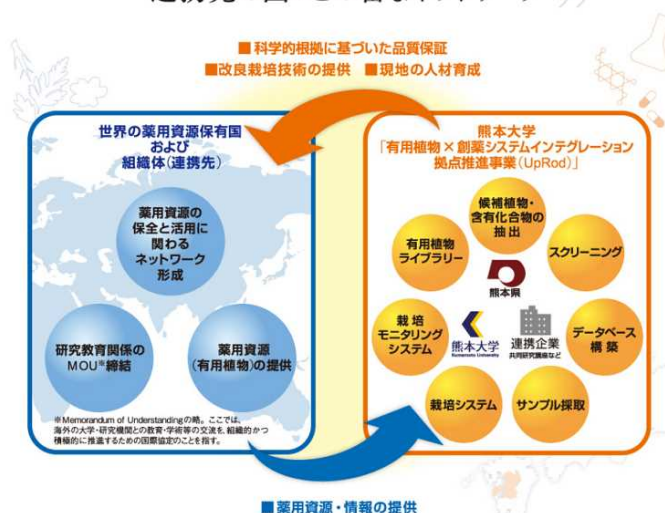 ■科学的根拠に基づいた品質保証
■改良栽培技術の提供 ■現地の人材育成
世界の薬用資源保有国
および
組織体(連携先)
薬用資源の
保全と活用に
関わる
ネットワーク
形成
研究教育関係の
MOU※締結
薬用資源
(有用植物)の提供
※Memorandum of Understandingの略。ここでは、
海外の大学・研究機関との教育・学術等の交流を、組織的かつ
積極的に推進するための国際協定のことを指す。
熊本大学
「有用植物×創薬システムインテグレーション
拠点推進事業(UpRod)」
候補植物・
含有化合物の
抽出
有用植物
ライブラリー
スクリーニング
熊本県
栽培
モニタリング
システム
熊本大学
Kumamoto University
連携企業
共同研究講座など
データベース
構築
栽培システム
サンプル採取
■薬用資源・情報の提供